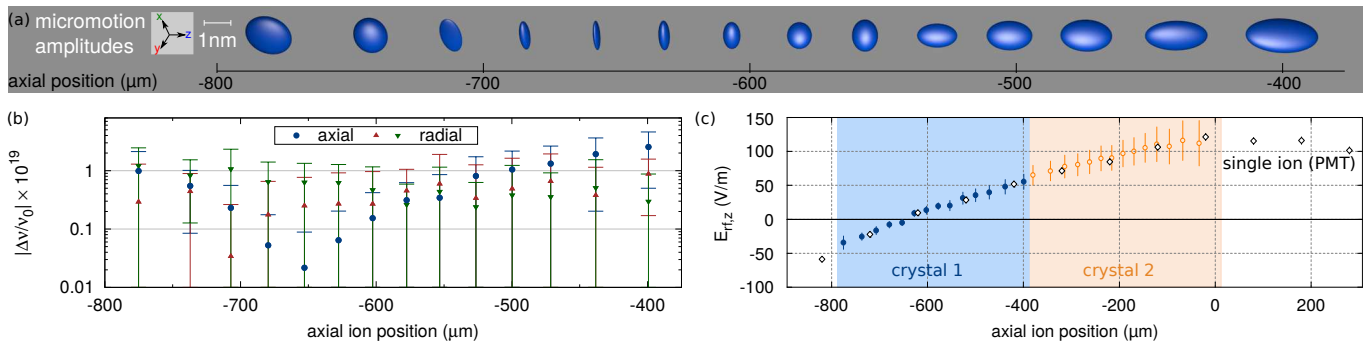 (a) micromotion
amplitudes
x
y
z
1nm
axial position (µm)
-800 -700 -600 -500 -400
(b)
axial radial
|Δν/ν₀| × 10¹⁹
1
0.1
0.01
-800 -700 -600 -500 -400
axial ion position (µm)
(c)
E_rf,z (V/m)
150
100
50
0
-50
-100
single ion (PMT)
crystal 1 crystal 2
-800 -600 -400 -200 0 200
axial ion position (µm)